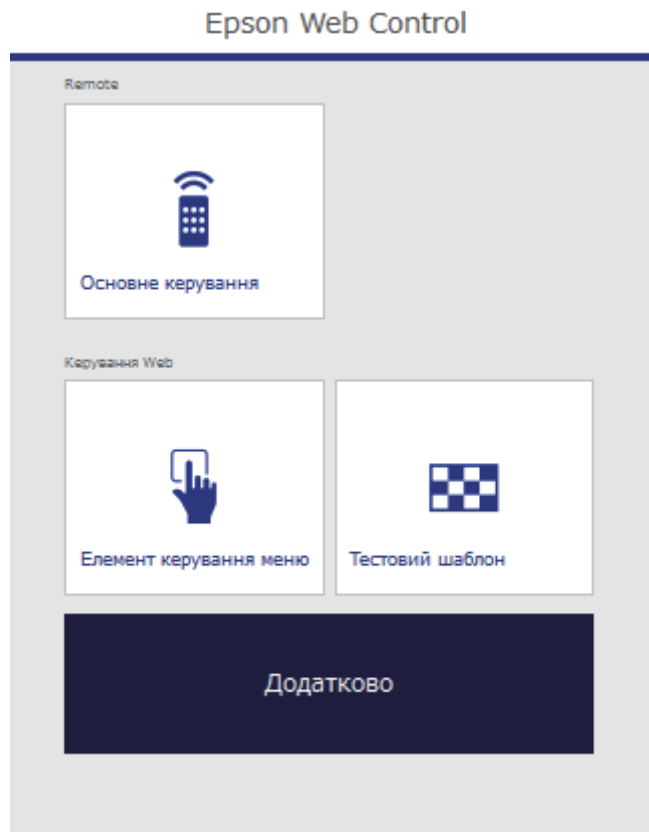 Epson Web Control
Remote
Основне керування
Керування Web
Елемент керування меню
Тестовий шаблон
Додатково